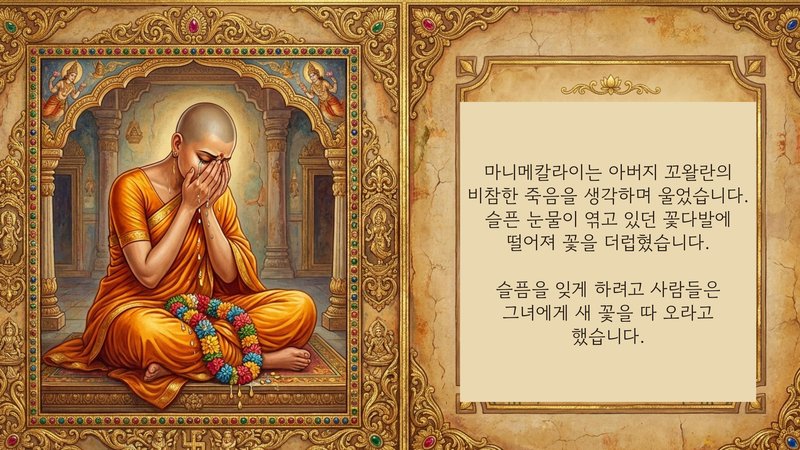 마니메칼라이는 아버지 꼬왈란의
비참한 죽음을 생각하며 울었습니다.
슬픈 눈물이 엮고 있던 꽃다발에
떨어져 꽃을 더럽혔습니다.
슬픔을 잊게 하려고 사람들은
그녀에게 새 꽃을 따 오라고
했습니다.